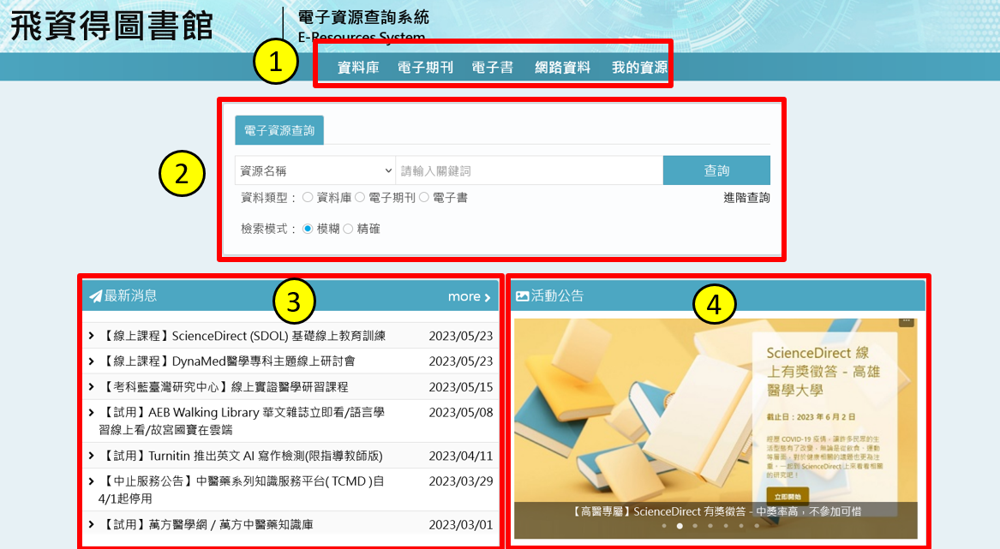 飛資得圖書館
電子資源查詢系統
E-Resources System
1
資料庫 電子期刊 電子書 網路資料 我的資源
2
電子資源查詢
資源名稱 請輸入關鍵詞 查詢
資料類型： 資料庫 電子期刊 電子書 進階查詢
檢索模式： 模糊 精確
最新消息 3 more
【線上課程】ScienceDirect (SDOL) 基礎線上教育訓練 2023/05/23
【線上課程】DynaMed醫學專科主題線上研討會 2023/05/23
【考科藍臺灣研究中心】線上實證醫學研習課程 2023/05/15
【試用】AEB Walking Library 華文雜誌立即看/語言學 2023/05/08
習線上看/故宮國寶在雲端
【試用】Turnitin 推出英文 AI 寫作檢測(限指導教師版) 2023/04/11
【中止服務公告】中醫藥系列知識服務平台( TCMD )自 2023/03/29
4/1起停用
【試用】萬方醫學網 / 萬方中醫藥知識庫 2023/03/01
活動公告 4
ScienceDirect 線
上有獎徵答 - 高雄
醫學大學
截止日：2023 年 6 月 2 日
經歷 COVID-19 疫情，讓許多民眾的生
活型態有了改變，無論是從飲食、運動
等層面，對於健康相關的議題也更為注
重，一起到 ScienceDirect 上來看看相關
的研究吧！
立即開始
【高醫專屬】ScienceDirect 有獎徵答 - 中獎率高，不參加可惜